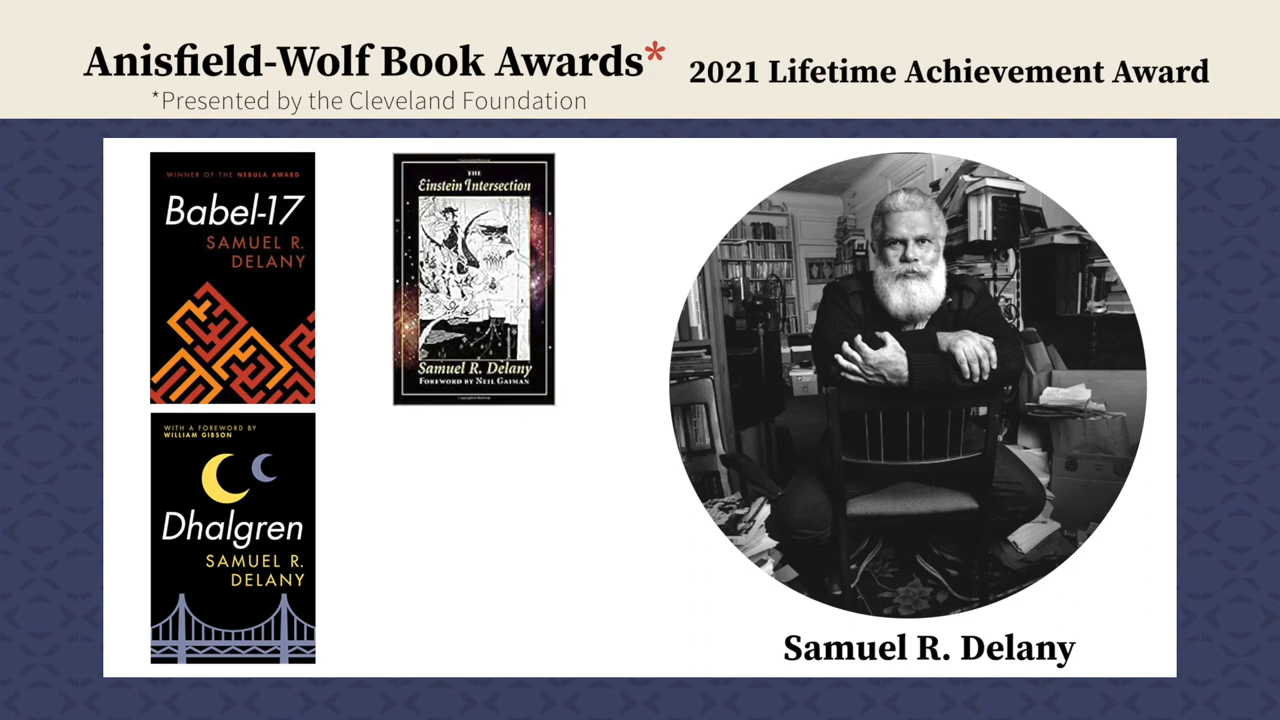 Anisfield-Wolf Book Awards*
*Presented by the Cleveland Foundation
2021 Lifetime Achievement Award
WINNER OF THE NEBULA AWARD
Babel-17
SAMUEL R.
DELANY
THE
Einstein Intersection
Samuel R. Delany
FOREWORD BY NEIL GAIMAN
WITH A FOREWORD BY
WILLIAM GIBSON
Dhalgren
SAMUEL R.
DELANY
Samuel R. Delany